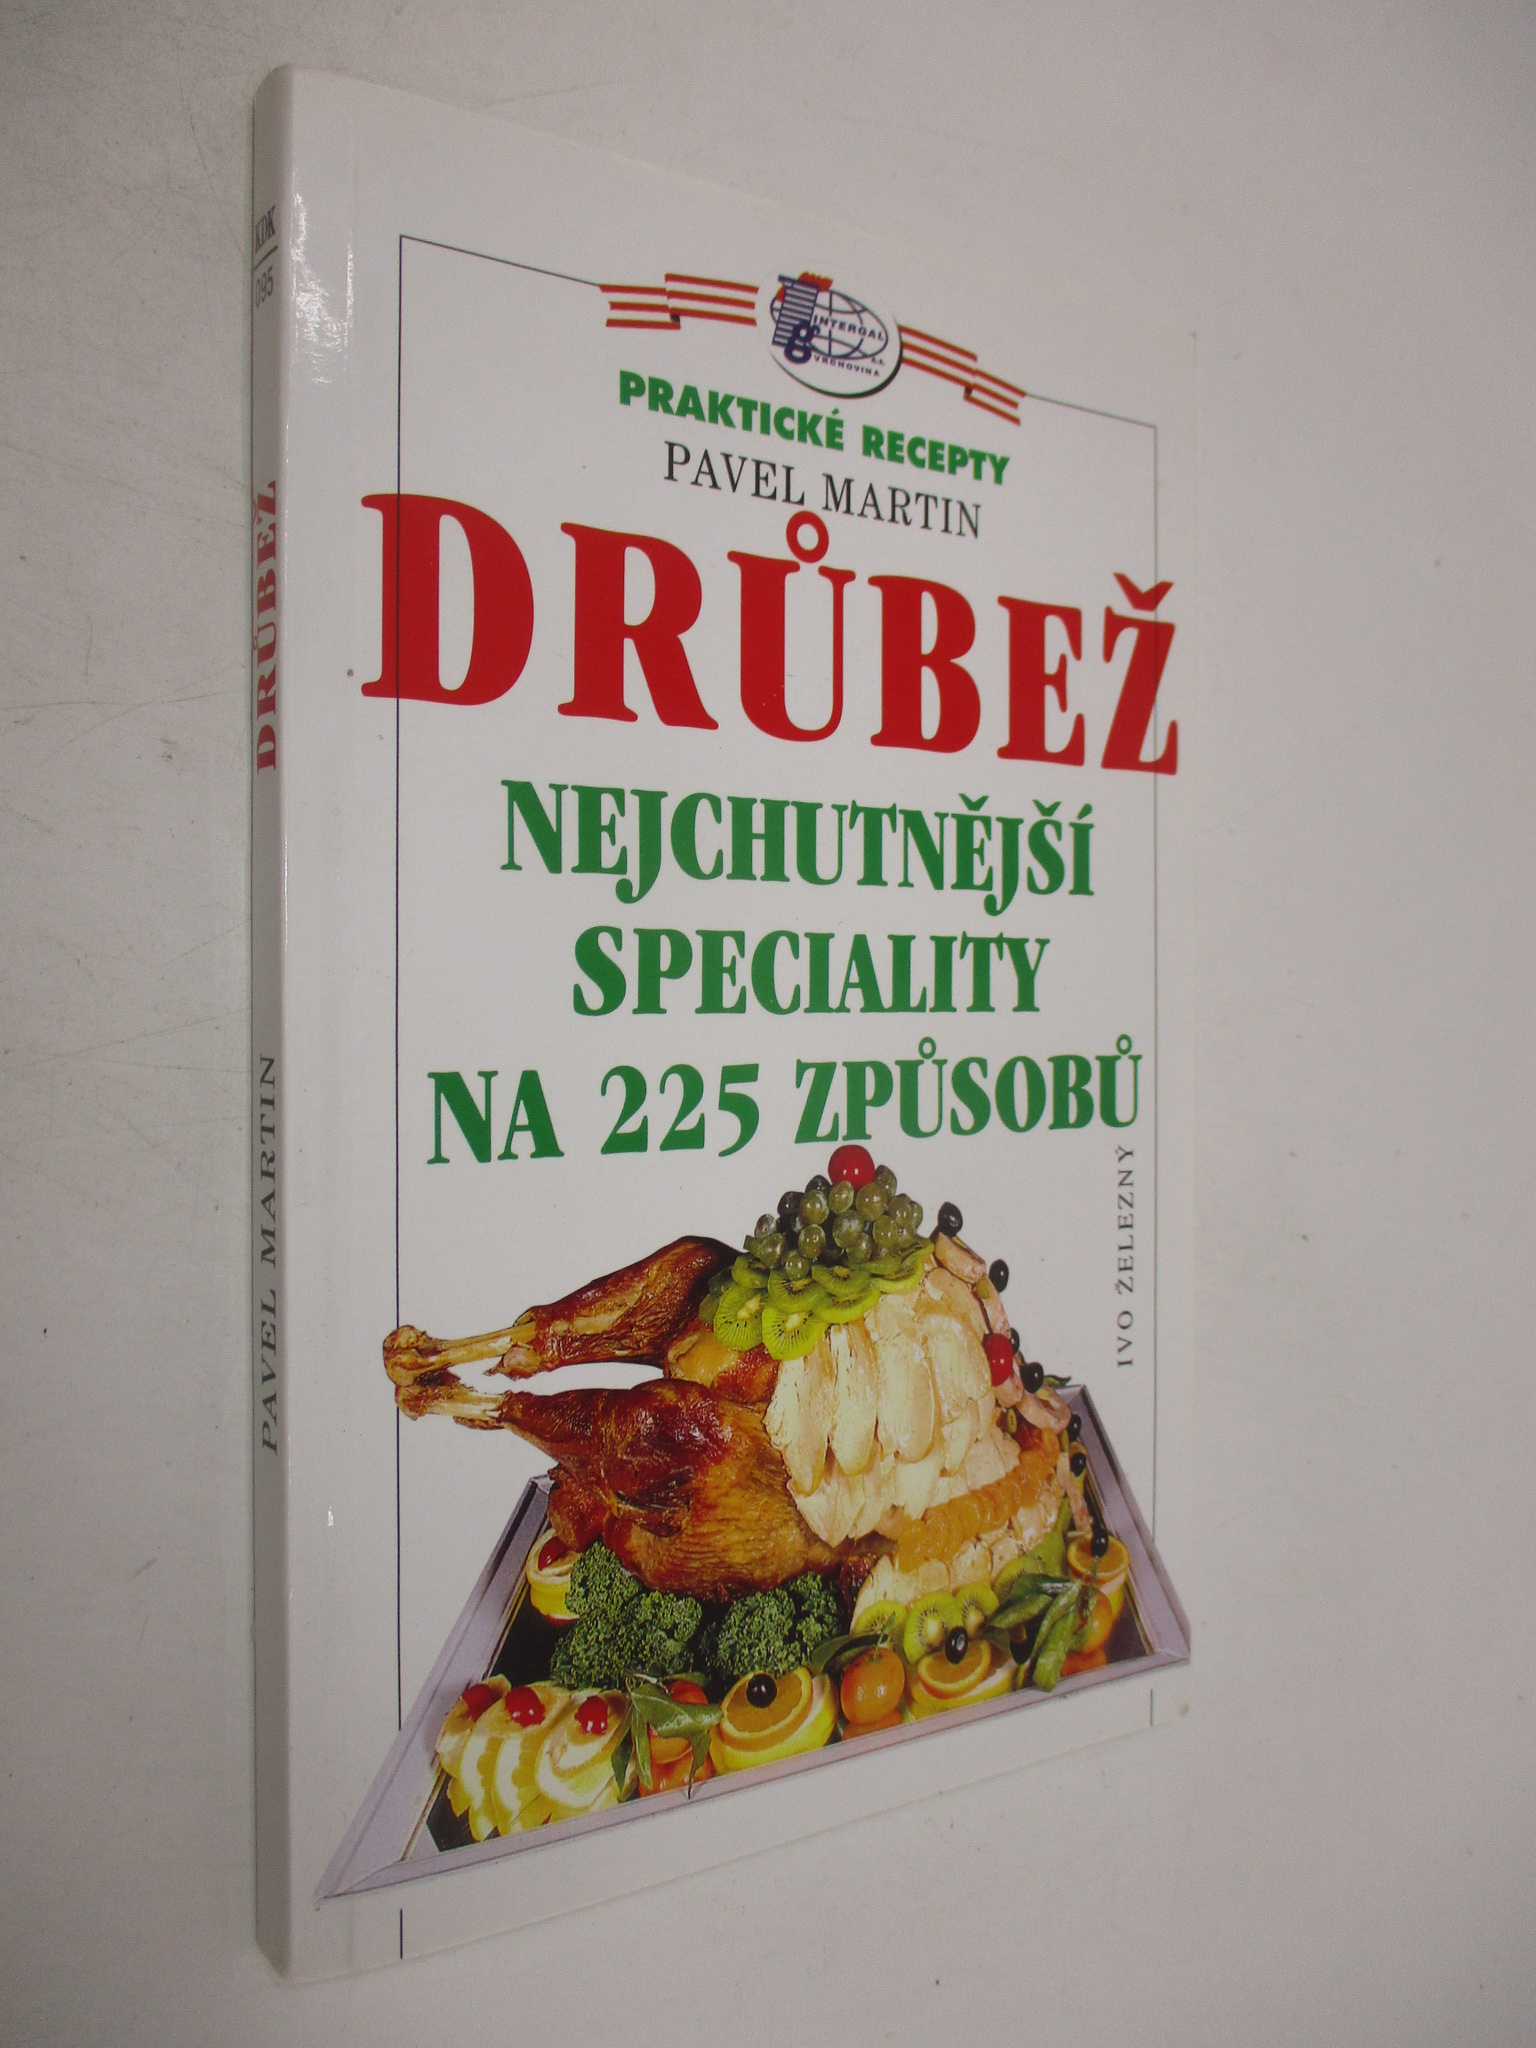 KDK
095
DRŮBEŽ
PAVEL MARTIN
INTERGAL
VRCHOVINA
PRAKTICKÉ RECEPTY
PAVEL MARTIN
DRŮBEŽ
NEJCHUTNĚJŠÍ
SPECIALITY
NA 225 ZPŮSOBŮ
IVO ŽELEZNÝ